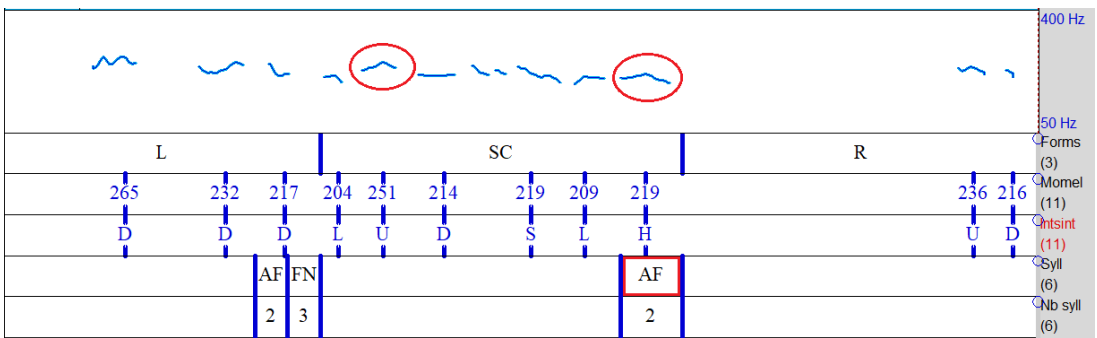 400 Hz
50 Hz
L SC R Forms (3)
265 232 217 204 251 214 219 209 219 236 216 Momel (11)
D D D L U D S L H U D Intsint (11)
AF FN AF Syll (6)
2 3 2 Nb syll (6)